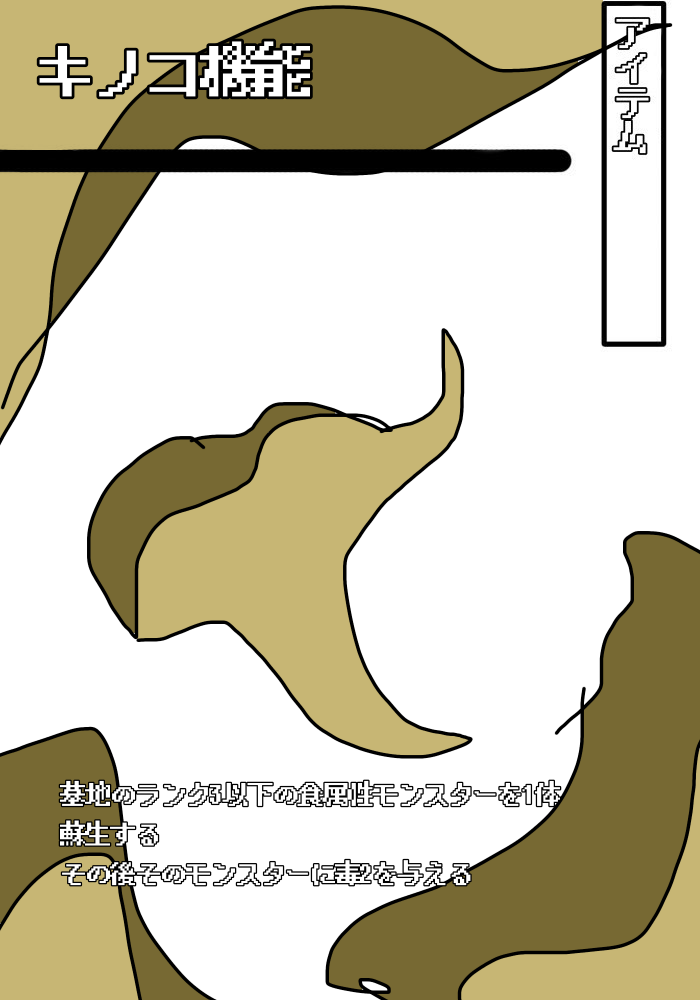 キノコ機能
アイテム
墓地のランク3以下の食属性モンスターを1体
蘇生する
その後そのモンスターに毒2を与える